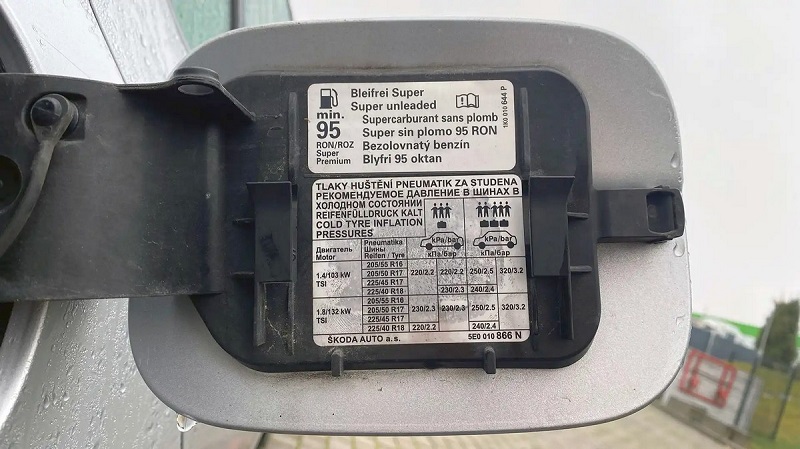 Bleifrei Super
Super unleaded
min.
95
RON/ROZ
Super
Premium
Supercarburant sans plomb
Super sin plomo 95 RON
Bezolovnatý benzín
Blyfri 95 oktan
1K0 010 644 P
TLAKY HUŠTĚNÍ PNEUMATIK ZA STUDENA
РЕКОМЕНДУЕМОЕ ДАВЛЕНИЕ В ШИНАХ В
ХОЛОДНОМ СОСТОЯНИИ
REIFENFÜLLDRUCK KALT
COLD TYRE INFLATION
PRESSURES
kPa/bar kPa/bar
кПа/бар кПа/бар
Двигатель
Motor
Pneumatika
Шины
Reifen / Tyre
1.4/103 kW
TSI
205/55 R16
205/50 R17 220/2.2 220/2.2 250/2.5 320/3.2
225/45 R17
225/40 R18 230/2.3 240/2.4
1.8/132 kW
TSI
205/55 R16
205/50 R17 230/2.3 230/2.3 250/2.5 320/3.2
225/45 R17
225/40 R18 220/2.2 240/2.4
ŠKODA AUTO a.s. 5E0 010 866 N